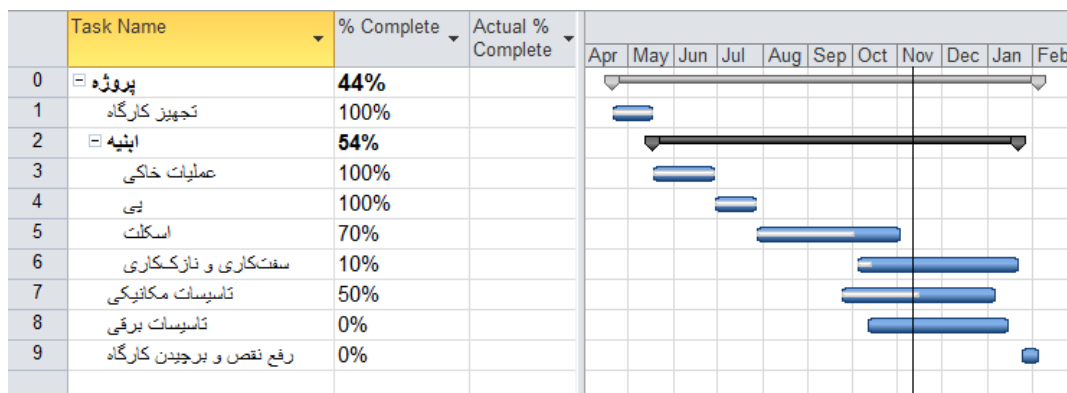 Task Name % Complete Actual % Complete
Apr May Jun Jul Aug Sep Oct Nov Dec Jan Feb
0 پروژه 44%
1 تجهیز کارگاه 100%
2 ابنیه 54%
3 عملیات خاکی 100%
4 پی 100%
5 اسکلت 70%
6 سفت‌کاری و نازک‌کاری 10%
7 تاسیسات مکانیکی 50%
8 تاسیسات برقی 0%
9 رفع نقص و برچیدن کارگاه 0%